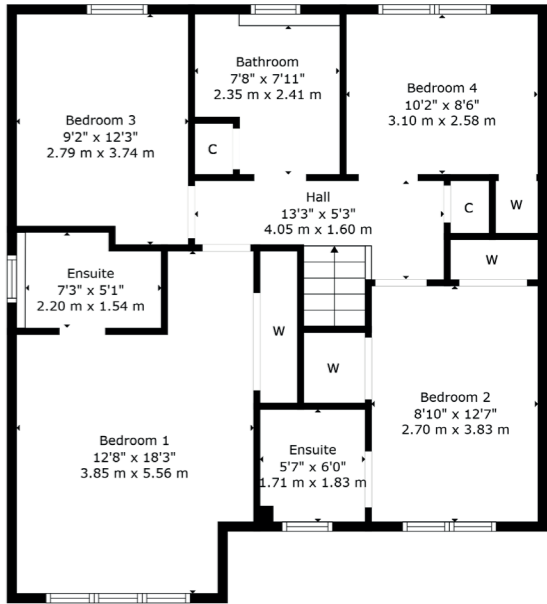 Bathroom
7'8" x 7'11"
2.35 m x 2.41 m
Bedroom 4
10'2" x 8'6"
3.10 m x 2.58 m
Bedroom 3
9'2" x 12'3"
2.79 m x 3.74 m
C
Hall
13'3" x 5'3"
4.05 m x 1.60 m
C
W
W
Ensuite
7'3" x 5'1"
2.20 m x 1.54 m
W
W
Bedroom 2
8'10" x 12'7"
2.70 m x 3.83 m
Bedroom 1
12'8" x 18'3"
3.85 m x 5.56 m
Ensuite
5'7" x 6'0"
1.71 m x 1.83 m